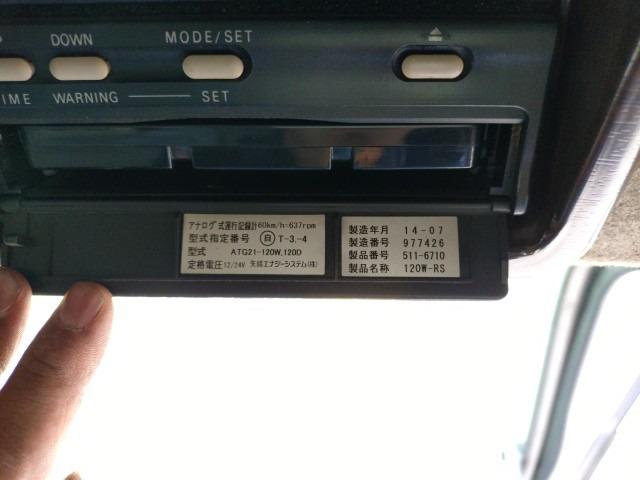 DOWN MODE/SET ⏏
IME WARNING SET
アナログ式運行記録計60km/h=637rpm
型式指定番号 ㊜T-3,-4
型式 ATG21-120W,120D
定格電圧12/24V 矢崎エナジーシステム(株)
製造年月 14-07
製造番号 977426
製品番号 511-6710
製品名称 120W-RS